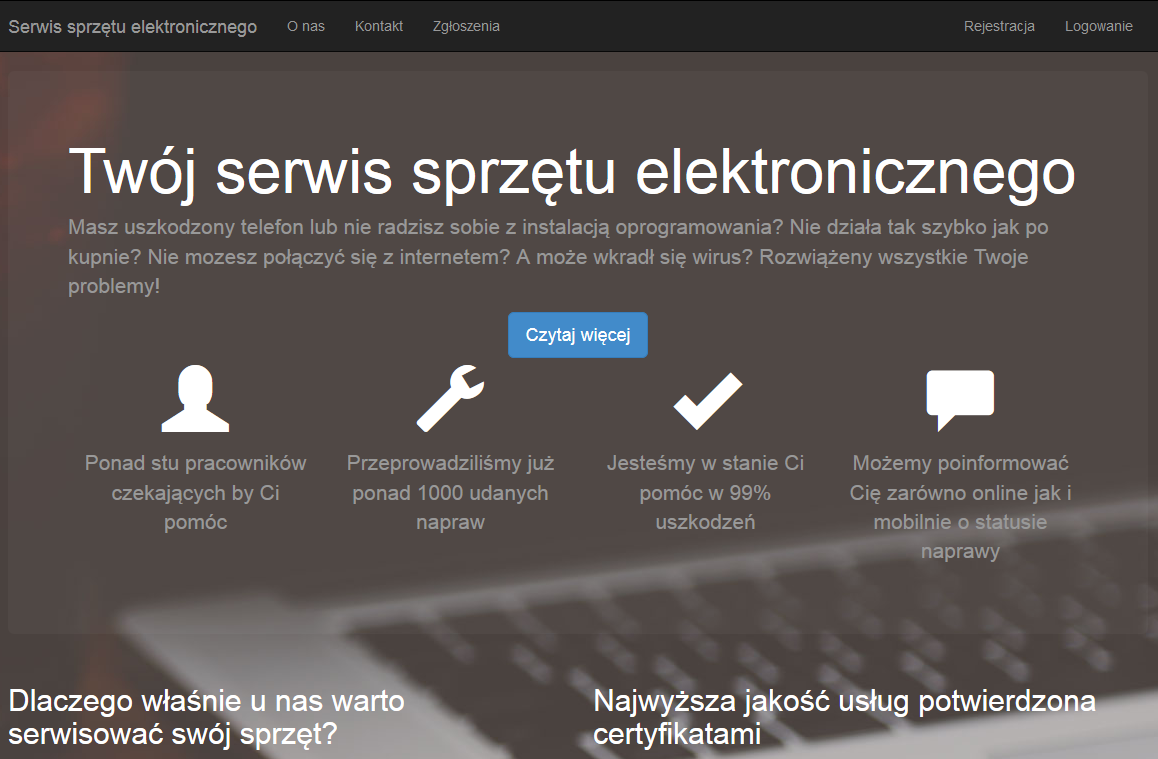 Serwis sprzętu elektronicznego O nas Kontakt Zgłoszenia Rejestracja Logowanie
Twój serwis sprzętu elektronicznego
Masz uszkodzony telefon lub nie radzisz sobie z instalacją oprogramowania? Nie działa tak szybko jak po
kupnie? Nie mozesz połączyć się z internetem? A może wkradł się wirus? Rozwiążeny wszystkie Twoje
problemy!
Czytaj więcej
Ponad stu pracowników
czekających by Ci
pomóc
Przeprowadziliśmy już
ponad 1000 udanych
napraw
Jesteśmy w stanie Ci
pomóc w 99%
uszkodzeń
Możemy poinformować
Cię zarówno online jak i
mobilnie o statusie
naprawy
Dlaczego właśnie u nas warto
serwisować swój sprzęt?
Najwyższa jakość usług potwierdzona
certyfikatami